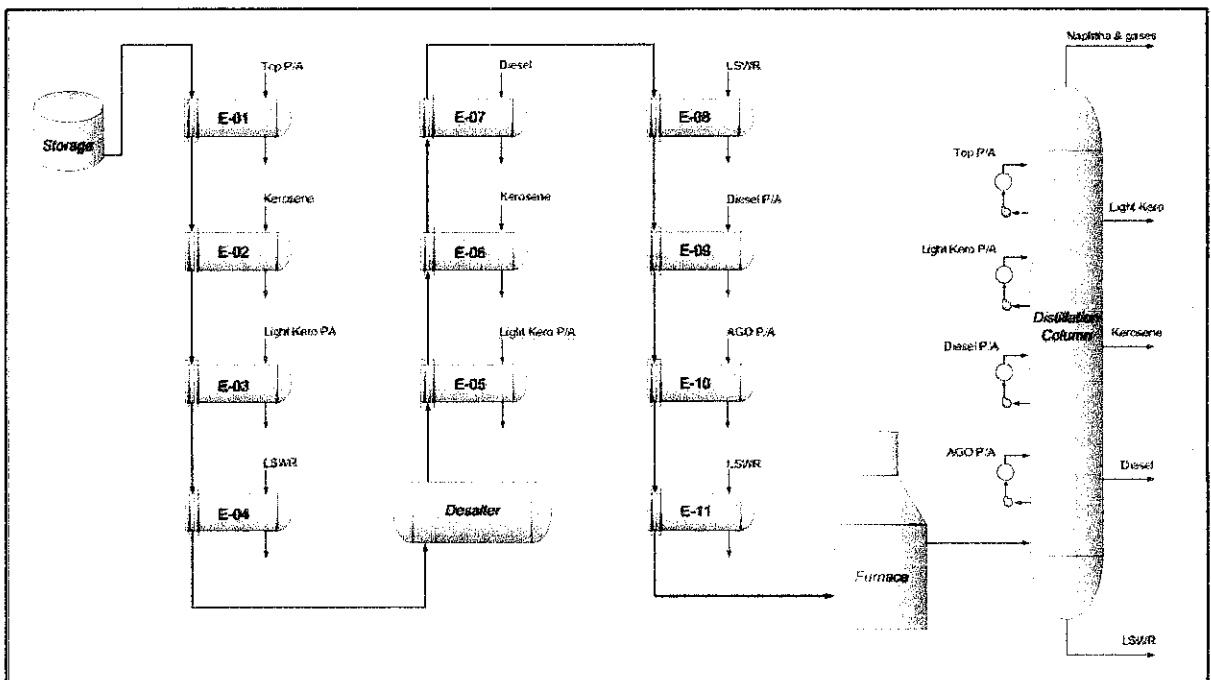 Naphtha & gases
Top P/A
Diesel
LSWR
E-01
E-07
E-08
Storage
Top P/A
Kerosene
Kerosene
Diesel P/A
Light Kero
E-02
E-06
E-09
Light Kero P/A
Distillation
Column
Kerosene
Light Kero PA
Light Kero P/A
AGO P/A
Diesel P/A
E-03
E-05
E-10
LSWR
LSWR
AGO P/A
Diesel
E-04
Desalter
E-11
Furnace
LSWR